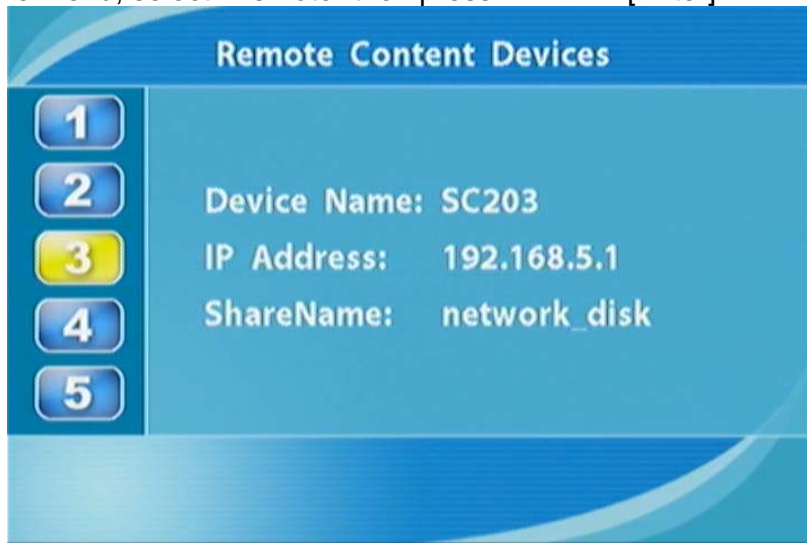 Remote Content Devices
1
2
Device Name: SC203
3
IP Address: 192.168.5.1
4
ShareName: network_disk
5